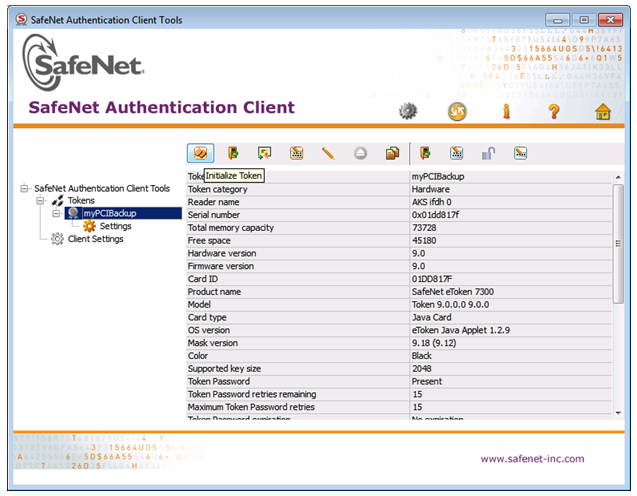 SafeNet Authentication Client Tools
SafeNet.
SafeNet Authentication Client
Initialize Token
SafeNet Authentication Client Tools
Tokens
myPCIBackup
Settings
Client Settings
myPCIBackup
Token category Hardware
Reader name AKS ifdh 0
Serial number 0x01dd817f
Total memory capacity 73728
Free space 45180
Hardware version 9.0
Firmware version 9.0
Card ID 01DD817F
Product name SafeNet eToken 7300
Model Token 9.0.0.0 9.0.0
Card type Java Card
OS version eToken Java Applet 1.2.9
Mask version 9.18 (9.12)
Color Black
Supported key size 2048
Token Password Present
Token Password retries remaining 15
Maximum Token Password retries 15
Token Password expiration No expiration
www.safenet-inc.com